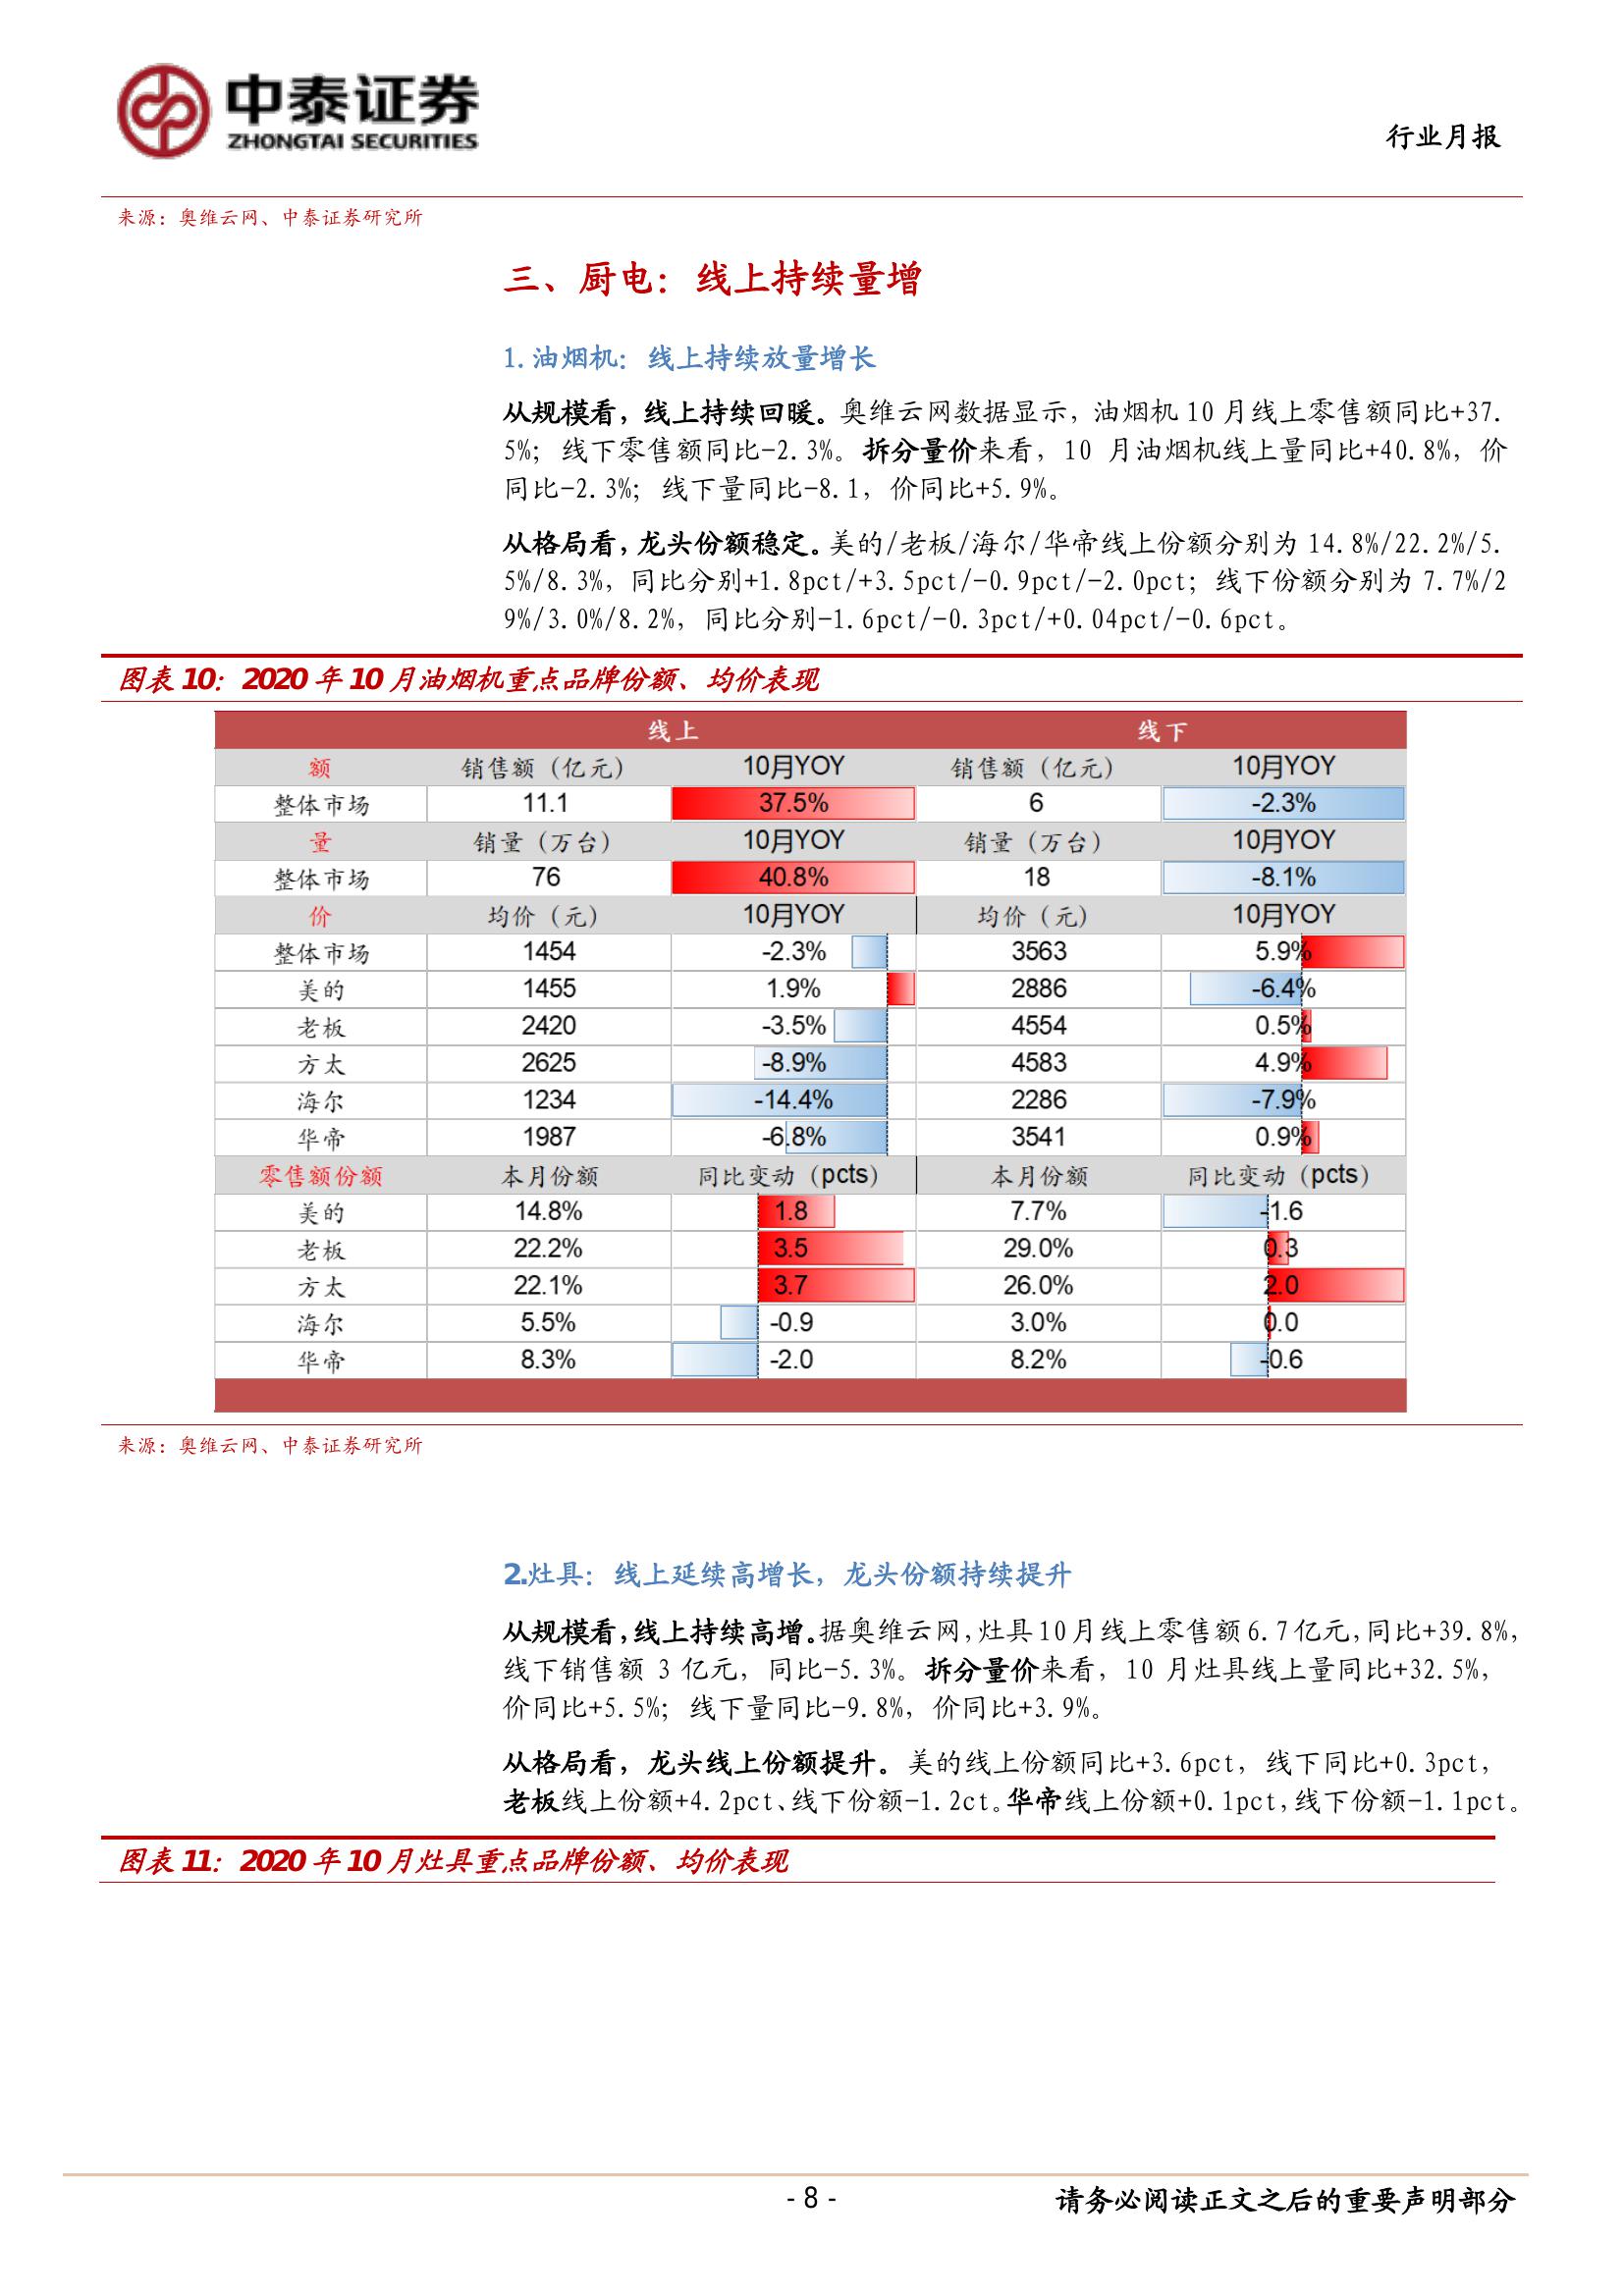 中泰证券
ZHONGTAI SECURITIES
行业月报
来源：奥维云网、中泰证券研究所
三、厨电：线上持续量增
1.油烟机：线上持续放量增长
从规模看，线上持续回暖。奥维云网数据显示，油烟机 10 月线上零售额同比+37.
5%；线下零售额同比-2.3%。拆分量价来看，10 月油烟机线上量同比+40.8%，价
同比-2.3%；线下量同比-8.1，价同比+5.9%。
从格局看，龙头份额稳定。美的/老板/海尔/华帝线上份额分别为 14.8%/22.2%/5.
5%/8.3%，同比分别+1.8pct/+3.5pct/-0.9pct/-2.0pct；线下份额分别为 7.7%/2
9%/3.0%/8.2%，同比分别-1.6pct/-0.3pct/+0.04pct/-0.6pct。
图表 10：2020 年 10 月油烟机重点品牌份额、均价表现
线上 线下
额 销售额（亿元） 10月YOY 销售额（亿元） 10月YOY
整体市场 11.1 37.5% 6 -2.3%
量 销量（万台） 10月YOY 销量（万台） 10月YOY
整体市场 76 40.8% 18 -8.1%
价 均价（元） 10月YOY 均价（元） 10月YOY
整体市场 1454 -2.3% 3563 5.9%
美的 1455 1.9% 2886 -6.4%
老板 2420 -3.5% 4554 0.5%
方太 2625 -8.9% 4583 4.9%
海尔 1234 -14.4% 2286 -7.9%
华帝 1987 -6.8% 3541 0.9%
零售额份额 本月份额 同比变动（pcts） 本月份额 同比变动（pcts）
美的 14.8% 1.8 7.7% -1.6
老板 22.2% 3.5 29.0% 0.3
方太 22.1% 3.7 26.0% 2.0
海尔 5.5% -0.9 3.0% 0.0
华帝 8.3% -2.0 8.2% -0.6
来源：奥维云网、中泰证券研究所
2.灶具：线上延续高增长，龙头份额持续提升
从规模看，线上持续高增。据奥维云网，灶具 10 月线上零售额 6.7 亿元，同比+39.8%，
线下销售额 3 亿元，同比-5.3%。拆分量价来看，10 月灶具线上量同比+32.5%，
价同比+5.5%；线下量同比-9.8%，价同比+3.9%。
从格局看，龙头线上份额提升。美的线上份额同比+3.6pct，线下同比+0.3pct，
老板线上份额+4.2pct、线下份额-1.2ct。华帝线上份额+0.1pct，线下份额-1.1pct。
图表 11：2020 年 10 月灶具重点品牌份额、均价表现
- 8 -
请务必阅读正文之后的重要声明部分